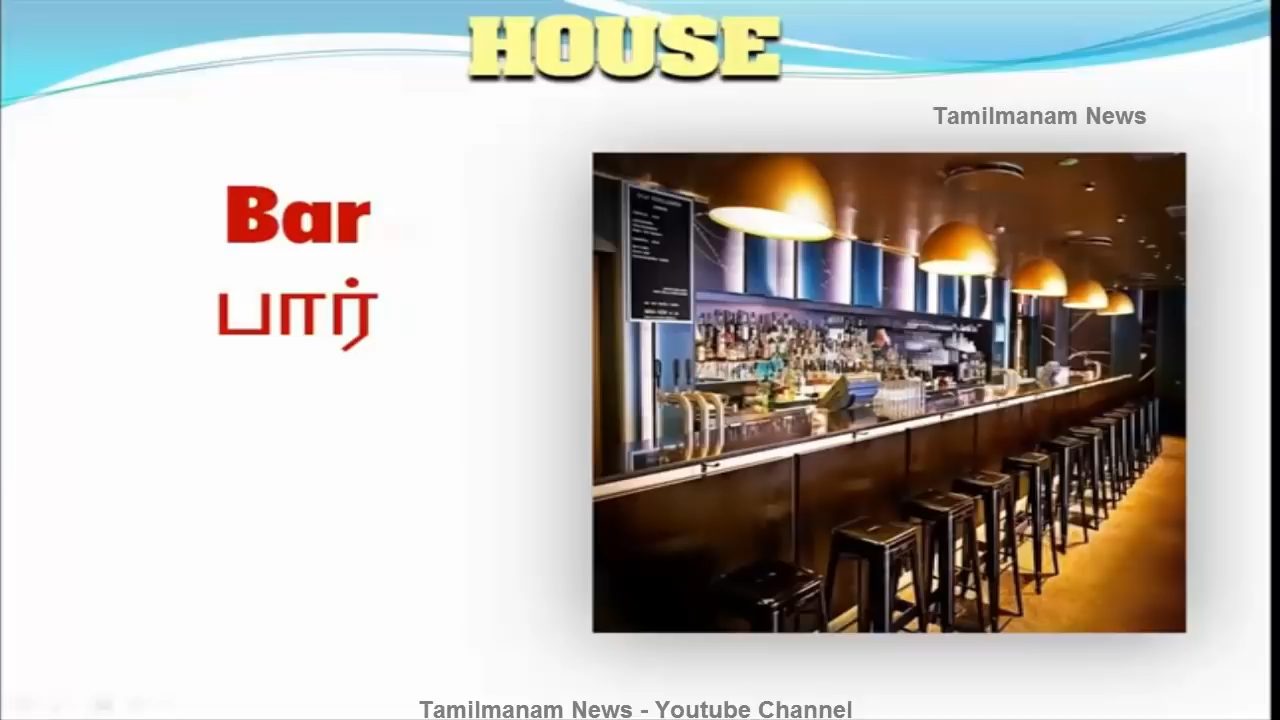 HOUSE
Tamilmanam News
Bar
பார்
Tamilmanam News - Youtube Channel